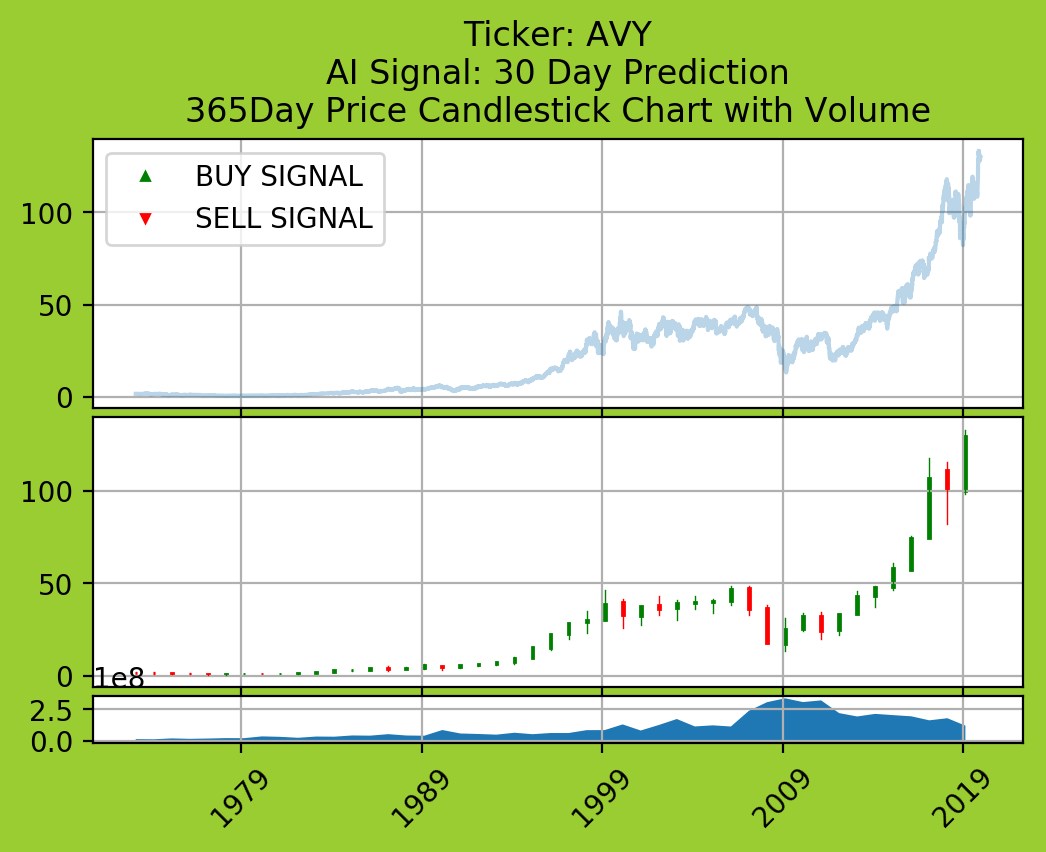 Ticker: AVY
AI Signal: 30 Day Prediction
365Day Price Candlestick Chart with Volume
BUY SIGNAL
SELL SIGNAL
100
50
0
100
50
0
1e8
2.5
0.0
1979 1989 1999 2009 2019